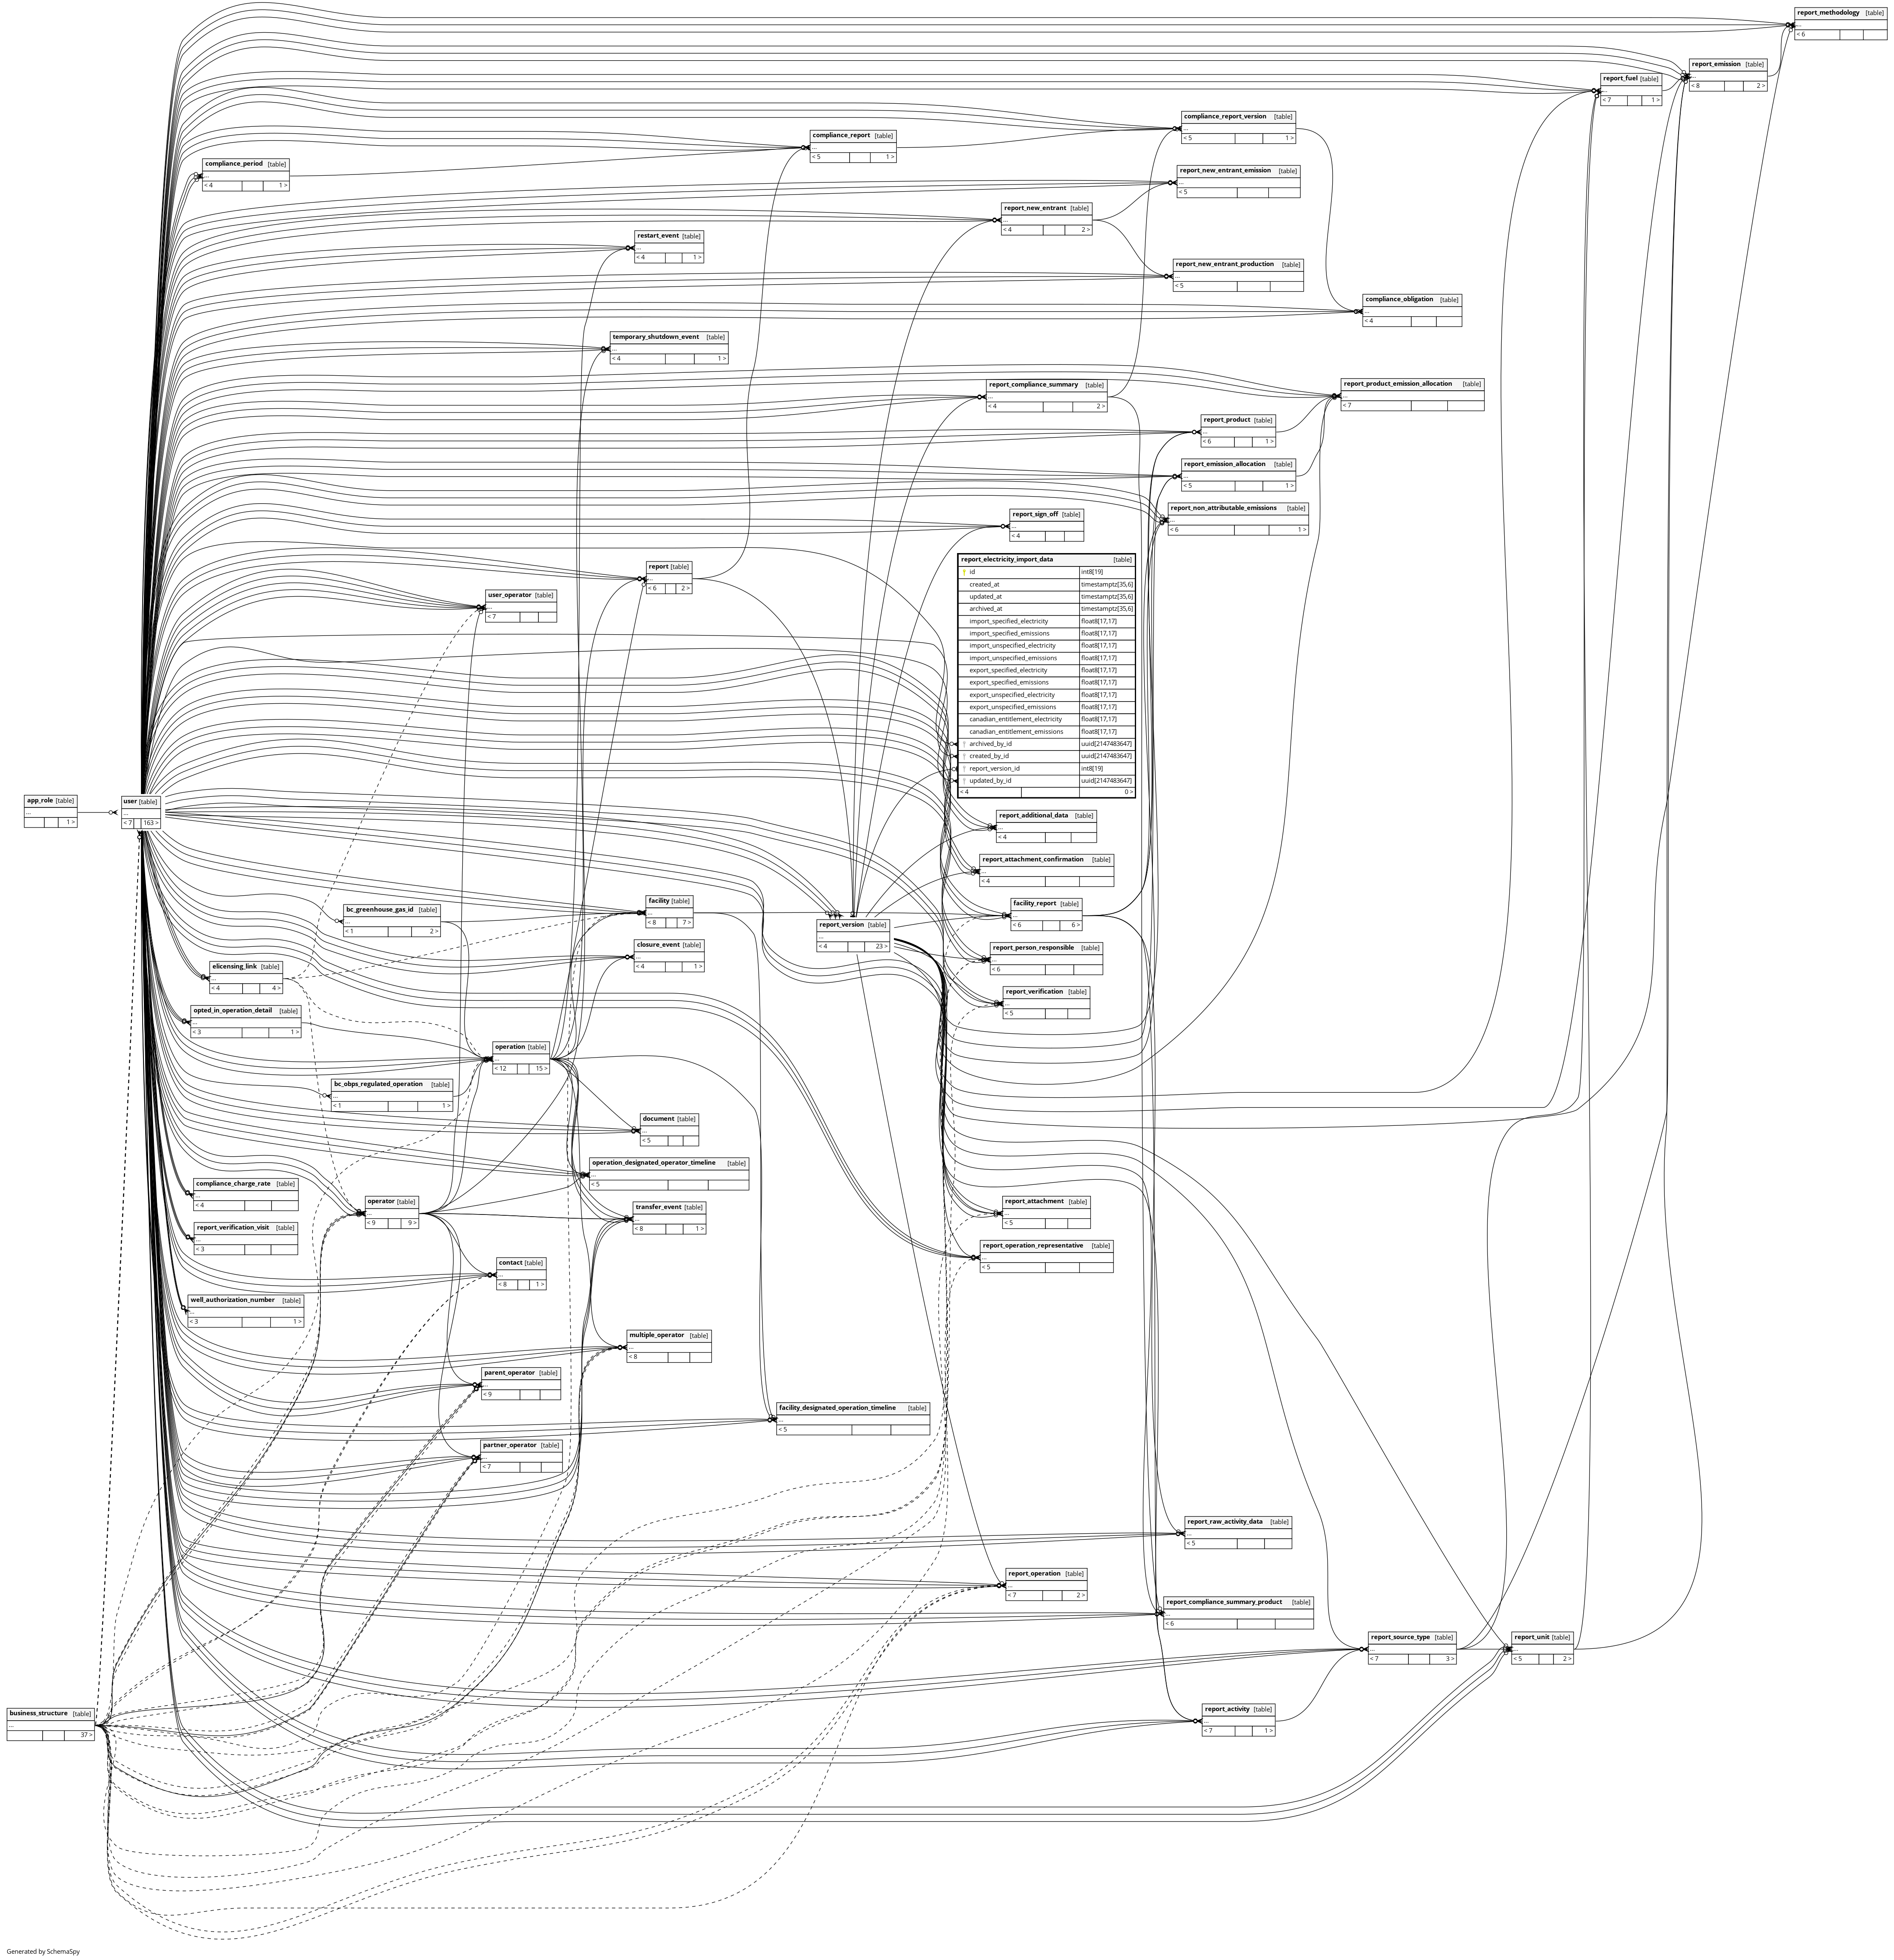 report_methodology [table]
...
< 6
report_emission [table]
...
< 8 2 >
report_fuel [table]
...
< 7 1 >
compliance_report_version [table]
...
< 5 1 >
compliance_report [table]
...
< 5 1 >
compliance_period [table]
...
< 4 1 >
report_new_entrant_emission [table]
...
< 5
report_new_entrant [table]
...
< 4 2 >
restart_event [table]
...
< 4 1 >
report_new_entrant_production [table]
...
< 5
compliance_obligation [table]
...
< 4
temporary_shutdown_event [table]
...
< 4 1 >
report_compliance_summary [table]
...
< 4 2 >
report_product_emission_allocation [table]
...
< 7
report_product [table]
...
< 6 1 >
report_emission_allocation [table]
...
< 5 1 >
report_non_attributable_emissions [table]
...
< 6 1 >
report_sign_off [table]
...
< 4
report_electricity_import_data [table]
id int8[19]
created_at timestamptz[35,6]
updated_at timestamptz[35,6]
archived_at timestamptz[35,6]
import_specified_electricity float8[17,17]
import_specified_emissions float8[17,17]
import_unspecified_electricity float8[17,17]
import_unspecified_emissions float8[17,17]
export_specified_electricity float8[17,17]
export_specified_emissions float8[17,17]
export_unspecified_electricity float8[17,17]
export_unspecified_emissions float8[17,17]
canadian_entitlement_electricity float8[17,17]
canadian_entitlement_emissions float8[17,17]
archived_by_id uuid[2147483647]
created_by_id uuid[2147483647]
report_version_id int8[19]
updated_by_id uuid[2147483647]
< 4 0 >
report [table]
...
< 6 2 >
user_operator [table]
...
< 7
app_role [table]
...
1 >
user [table]
...
< 7 163 >
report_additional_data [table]
...
< 4
report_attachment_confirmation [table]
...
< 4
facility [table]
...
< 8 7 >
bc_greenhouse_gas_id [table]
...
< 1 2 >
facility_report [table]
...
< 6 6 >
report_version [table]
...
< 4 23 >
closure_event [table]
...
< 4 1 >
report_person_responsible [table]
...
< 6
elicensing_link [table]
...
< 4 4 >
report_verification [table]
...
< 5
opted_in_operation_detail [table]
...
< 3 1 >
operation [table]
...
< 12 15 >
bc_obps_regulated_operation [table]
...
< 1 1 >
document [table]
...
< 5
operation_designated_operator_timeline [table]
...
< 5
compliance_charge_rate [table]
...
< 4
operator [table]
...
< 9 9 >
transfer_event [table]
...
< 8 1 >
report_attachment [table]
...
< 5
report_verification_visit [table]
...
< 3
report_operation_representative [table]
...
< 5
contact [table]
...
< 8 1 >
well_authorization_number [table]
...
< 3 1 >
multiple_operator [table]
...
< 8
parent_operator [table]
...
< 9
facility_designated_operation_timeline [table]
...
< 5
partner_operator [table]
...
< 7
report_raw_activity_data [table]
...
< 5
report_operation [table]
...
< 7 2 >
report_compliance_summary_product [table]
...
< 6
report_source_type [table]
...
< 7 3 >
report_unit [table]
...
< 5 2 >
report_activity [table]
...
< 7 1 >
business_structure [table]
...
37 >
Generated by SchemaSpy